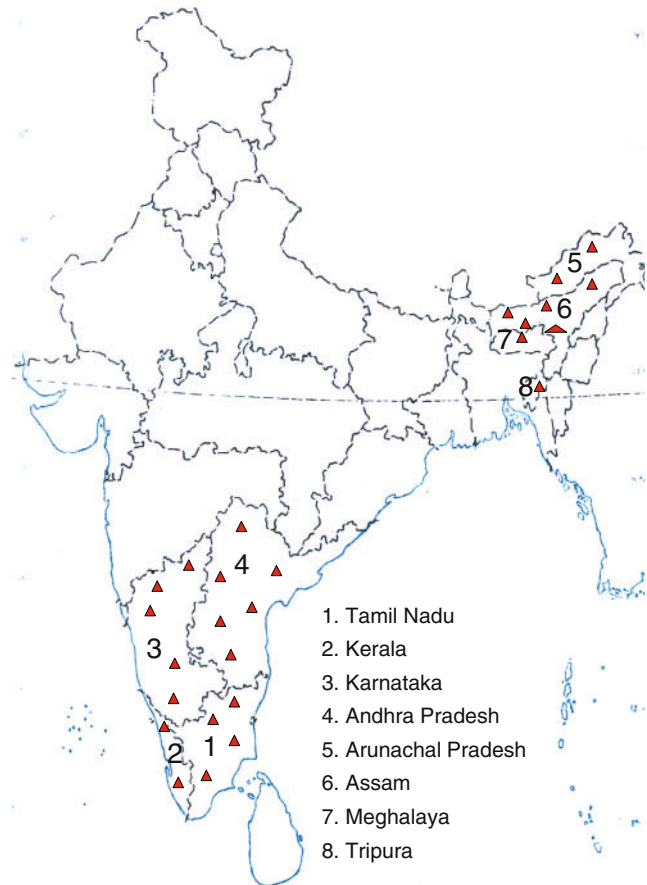 5
6
7
8
4
3
2
1
1. Tamil Nadu
2. Kerala
3. Karnataka
4. Andhra Pradesh
5. Arunachal Pradesh
6. Assam
7. Meghalaya
8. Tripura